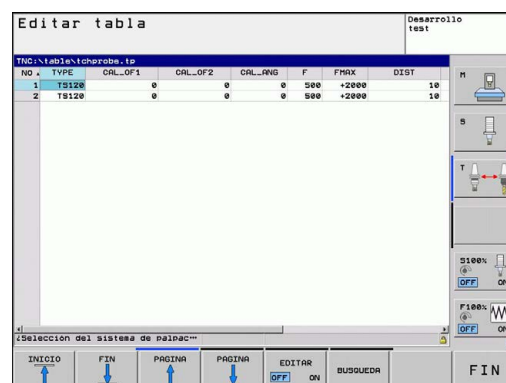 Editar tabla
Desarrollo
test
TNC:\table\tchprobe.tp
NO TYPE CAL_OF1 CAL_OF2 CAL_ANG F FMAX DIST
1 TS120 0 0 0 500 +2000 10
2 TS120 0 0 0 500 +2000 10
M
S
T
S100%
OFF ON
F100%
OFF ON
¿Selección del sistema de palpac…
INICIO
FIN
PAGINA
PAGINA
EDITAR
OFF ON
BUSQUEDA
FIN